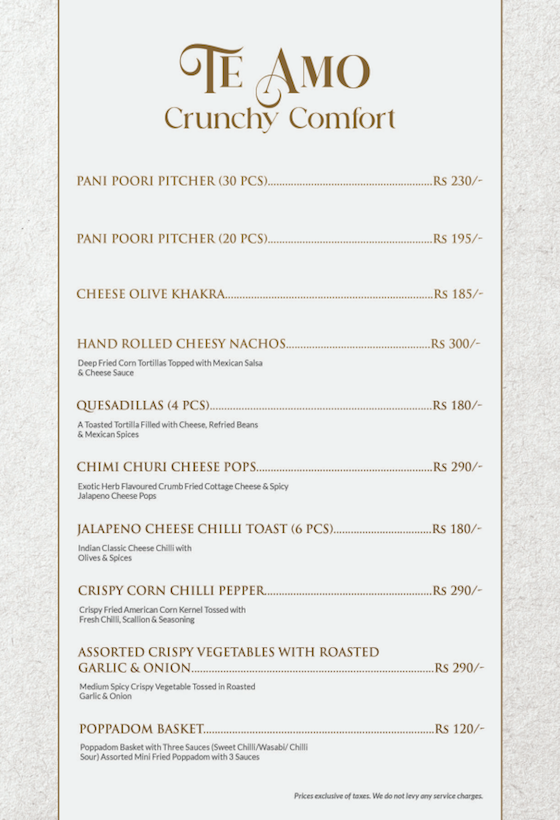 TE AMO
Crunchy Comfort
PANI POORI PITCHER (30 PCS)......................................................Rs 230/-
PANI POORI PITCHER (20 PCS)......................................................Rs 195/-
CHEESE OLIVE KHAKRA......................................................Rs 185/-
HAND ROLLED CHEESY NACHOS......................................................Rs 300/-
Deep Fried Corn Tortillas Topped with Mexican Salsa
& Cheese Sauce
QUESADILLAS (4 PCS)......................................................Rs 180/-
A Toasted Tortilla Filled with Cheese, Refried Beans
& Mexican Spices
CHIMI CHURI CHEESE POPS......................................................Rs 290/-
Exotic Herb Flavoured Crumb Fried Cottage Cheese & Spicy
Jalapeno Cheese Pops
JALAPENO CHEESE CHILLI TOAST (6 PCS)...................................Rs 180/-
Indian Classic Cheese Chilli with
Olives & Spices
CRISPY CORN CHILLI PEPPER......................................................Rs 290/-
Crispy Fried American Corn Kernel Tossed with
Fresh Chilli, Scallion & Seasoning
ASSORTED CRISPY VEGETABLES WITH ROASTED
GARLIC & ONION......................................................Rs 290/-
Medium Spicy Crispy Vegetable Tossed in Roasted
Garlic & Onion
POPPADOM BASKET......................................................Rs 120/-
Poppadom Basket with Three Sauces (Sweet Chilli/Wasabi/ Chilli
Sour) Assorted Mini Fried Poppadom with 3 Sauces
Prices exclusive of taxes. We do not levy any service charges.